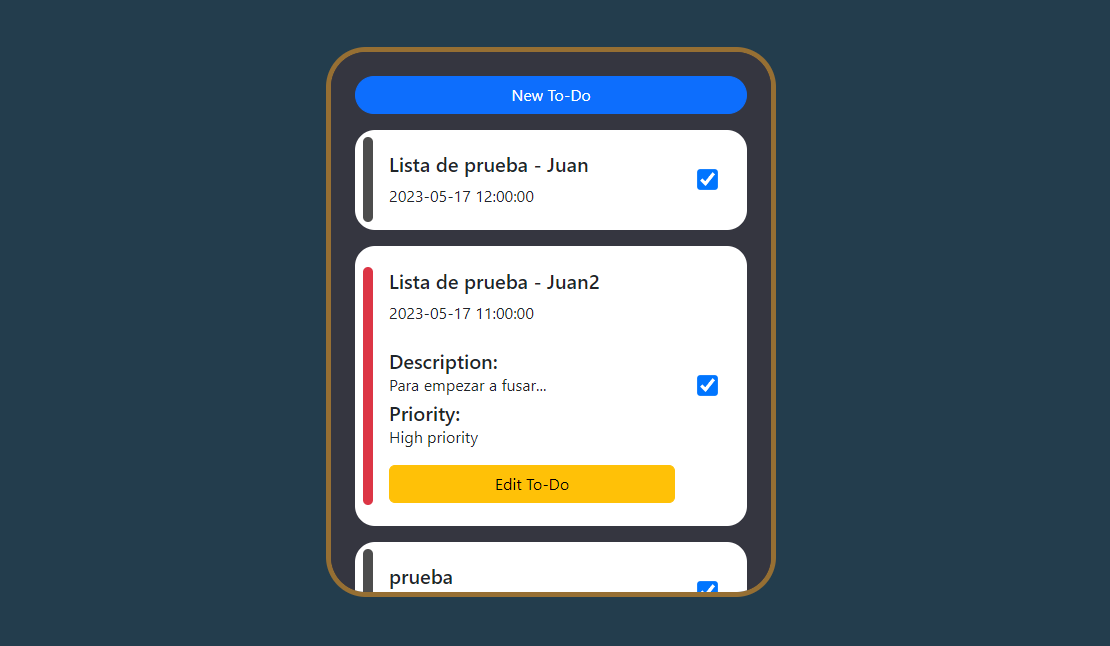 New To-Do
Lista de prueba - Juan
2023-05-17 12:00:00
Lista de prueba - Juan2
2023-05-17 11:00:00
Description:
Para empezar a fusar...
Priority:
High priority
Edit To-Do
prueba